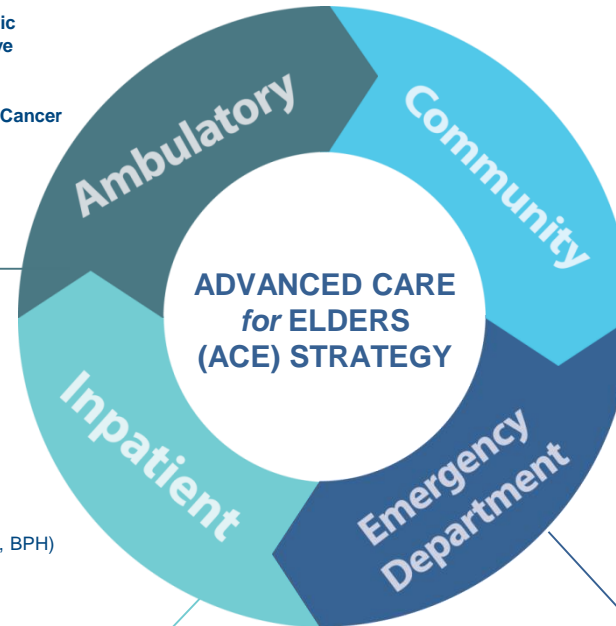 ic
ve
Cancer
Ambulatory
Community
ADVANCED CARE
for ELDERS
(ACE) STRATEGY
Inpatient
Emergency
Department
, BPH)